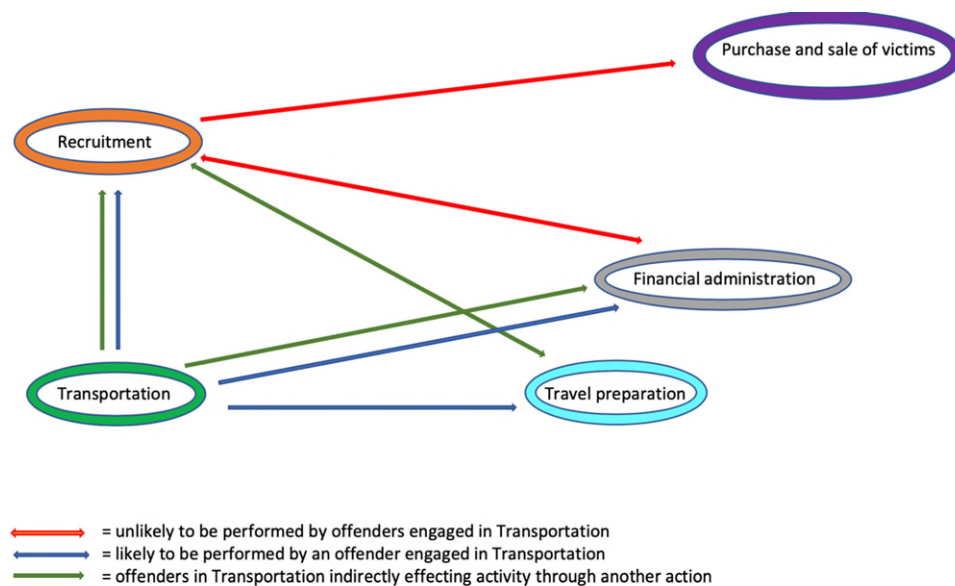 Purchase and sale of victims
Recruitment
Financial administration
Transportation
Travel preparation
= unlikely to be performed by offenders engaged in Transportation
= likely to be performed by an offender engaged in Transportation
= offenders in Transportation indirectly effecting activity through another action